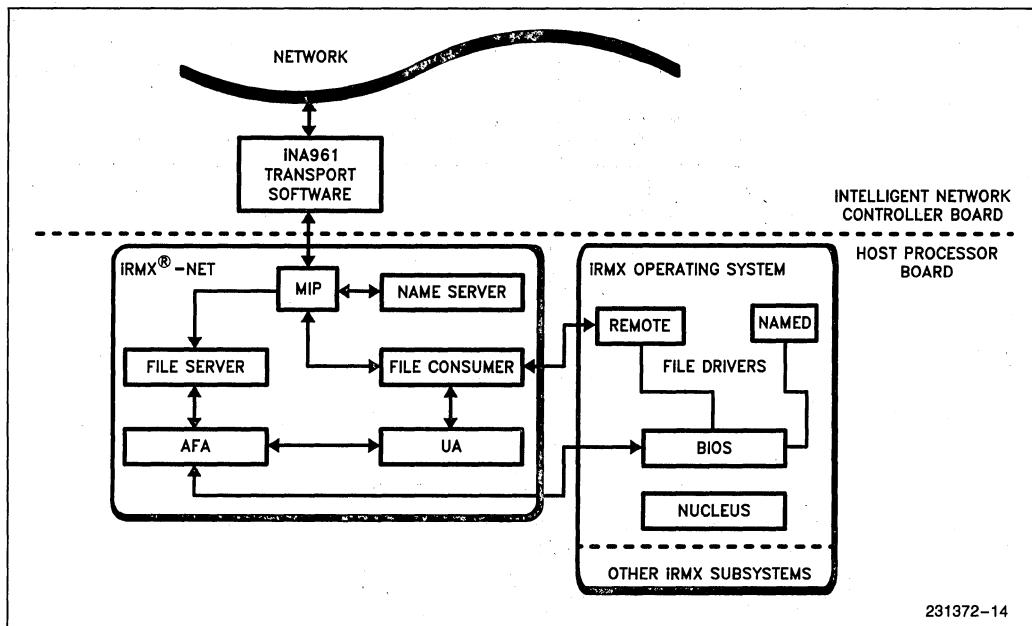 NETWORK
iNA961
TRANSPORT
SOFTWARE
INTELLIGENT NETWORK
CONTROLLER BOARD
HOST PROCESSOR
BOARD
iRMX®-NET
MIP
NAME SERVER
FILE SERVER
FILE CONSUMER
AFA
UA
iRMX OPERATING SYSTEM
REMOTE
NAMED
FILE DRIVERS
BIOS
NUCLEUS
OTHER iRMX SUBSYSTEMS
231372-14